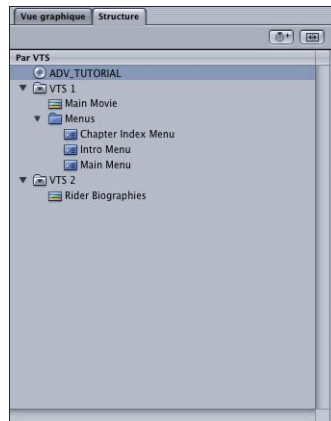 Vue graphique Structure
Par VTS
ADV_TUTORIAL
VTS 1
Main Movie
Menus
Chapter Index Menu
Intro Menu
Main Menu
VTS 2
Rider Biographies